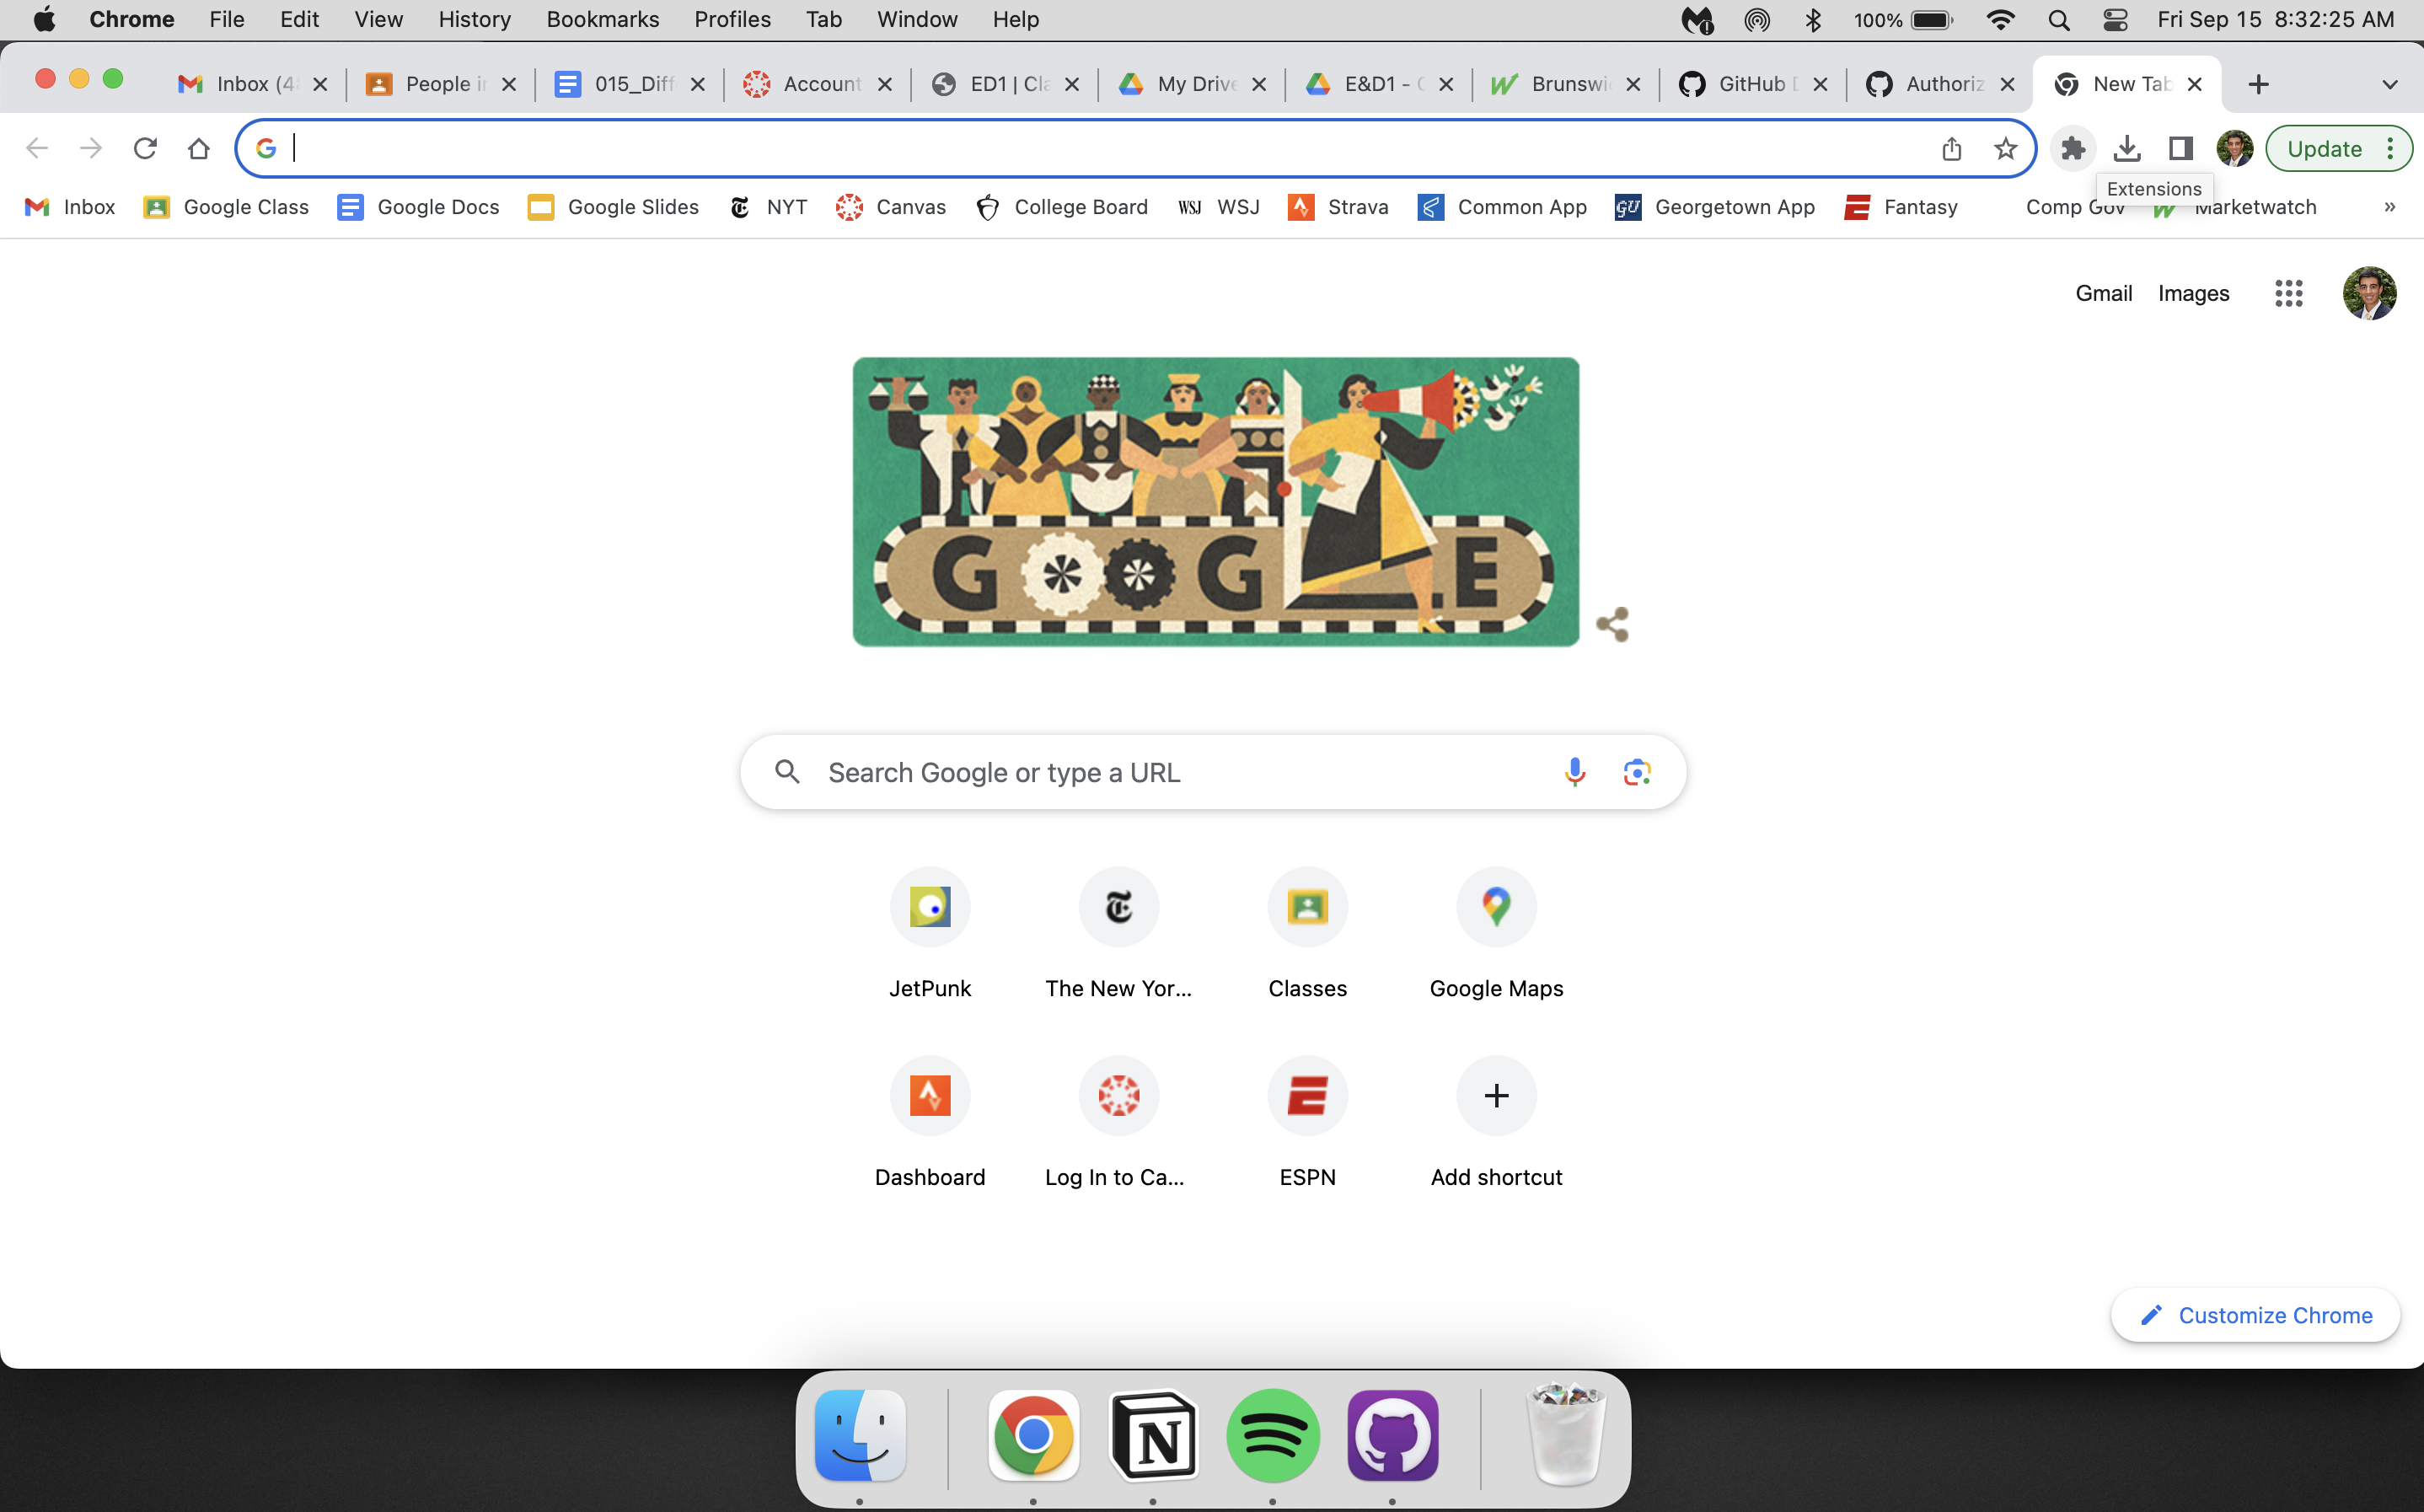 Chrome File Edit View History Bookmarks Profiles Tab Window Help 100% Fri Sep 15 8:32:25 AM
Inbox (4 People in 015_Diff Account ED1 | Cla My Drive E&D1 - Brunswi GitHub Authoriz New Tab
Update
Extensions
Inbox Google Class Google Docs Google Slides NYT Canvas College Board WSJ WSJ Strava Common App GU Georgetown App Fantasy Comp Gov Marketwatch »
Gmail Images
GOOGLE
Search Google or type a URL
JetPunk The New Yor... Classes Google Maps
Dashboard Log In to Ca... ESPN Add shortcut
Customize Chrome